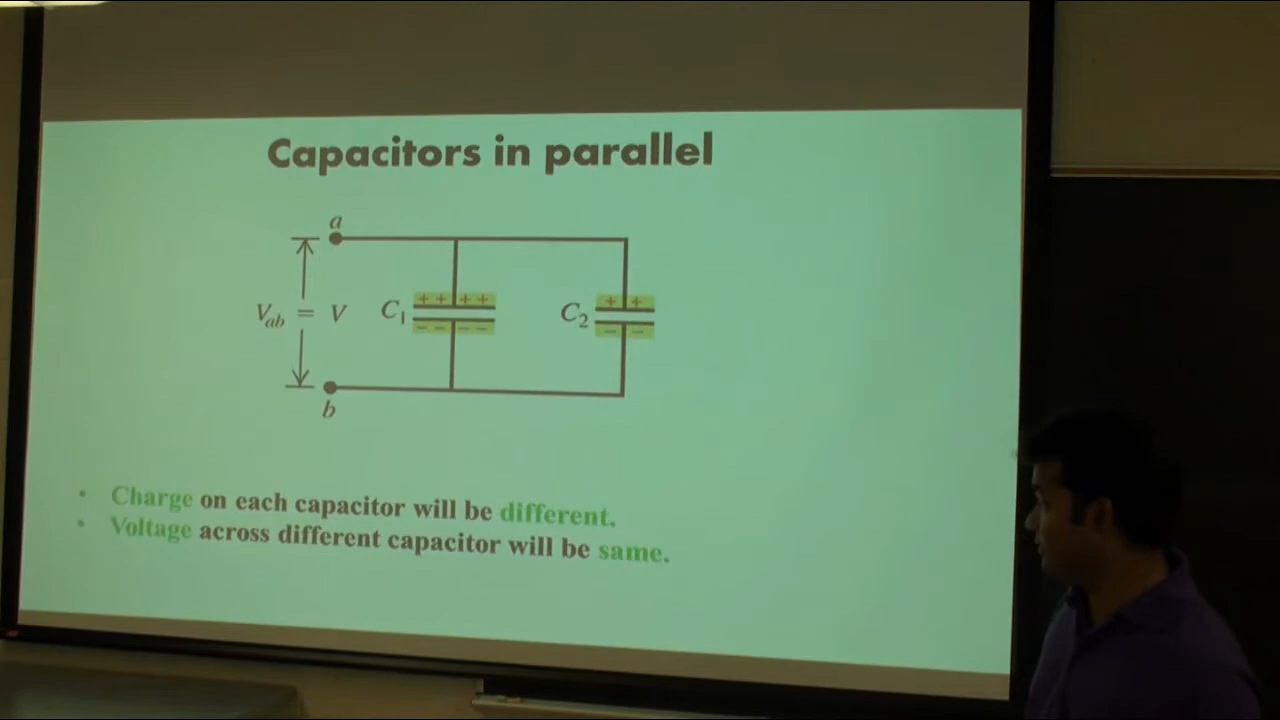 Capacitors in parallel
a
V_ab = V
C₁
+ + + +
− − − −
C₂
+ +
− −
b
• Charge on each capacitor will be different.
• Voltage across different capacitor will be same.